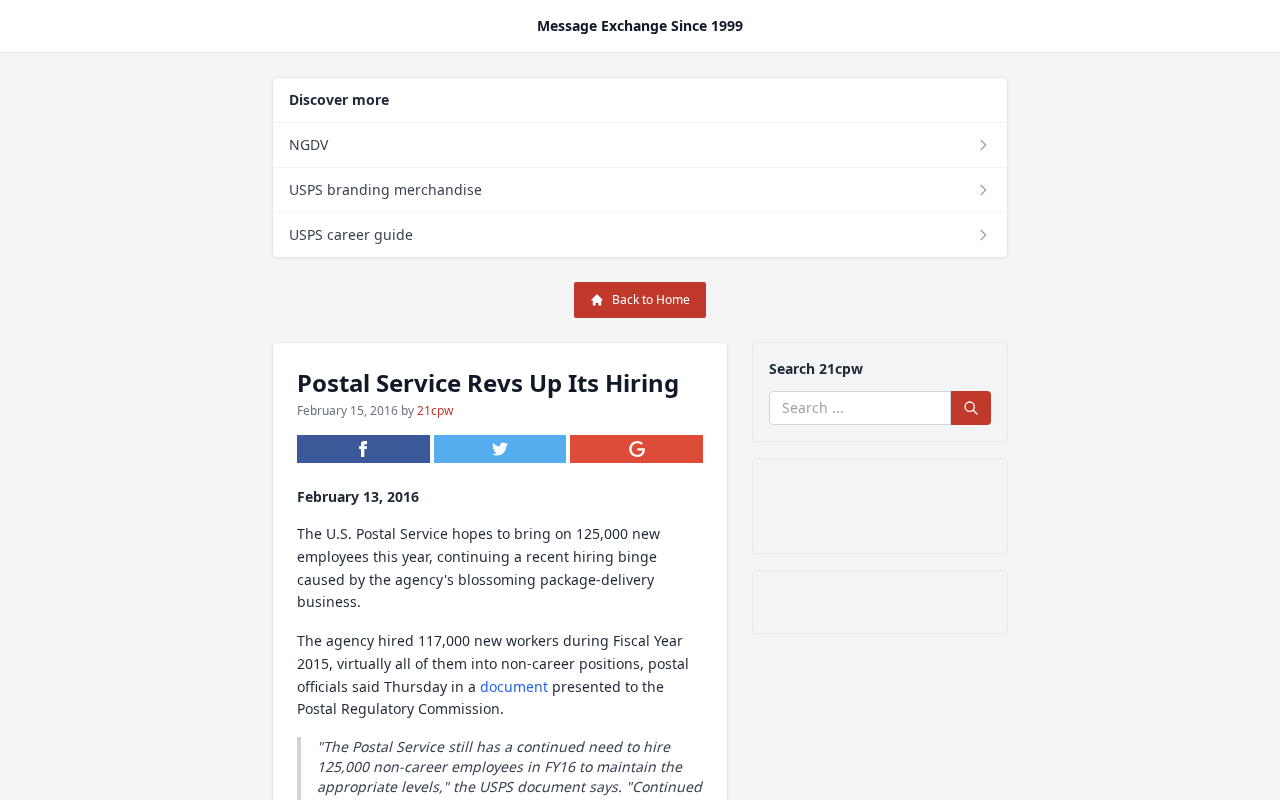 Message Exchange Since 1999
Discover more
NGDV
USPS branding merchandise
USPS career guide
Back to Home
Postal Service Revs Up Its Hiring
February 15, 2016 by 21cpw
February 13, 2016
The U.S. Postal Service hopes to bring on 125,000 new
employees this year, continuing a recent hiring binge
caused by the agency's blossoming package-delivery
business.
The agency hired 117,000 new workers during Fiscal Year
2015, virtually all of them into non-career positions, postal
officials said Thursday in a document presented to the
Postal Regulatory Commission.
"The Postal Service still has a continued need to hire
125,000 non-career employees in FY16 to maintain the
appropriate levels," the USPS document says. "Continued
Search 21cpw
Search ...